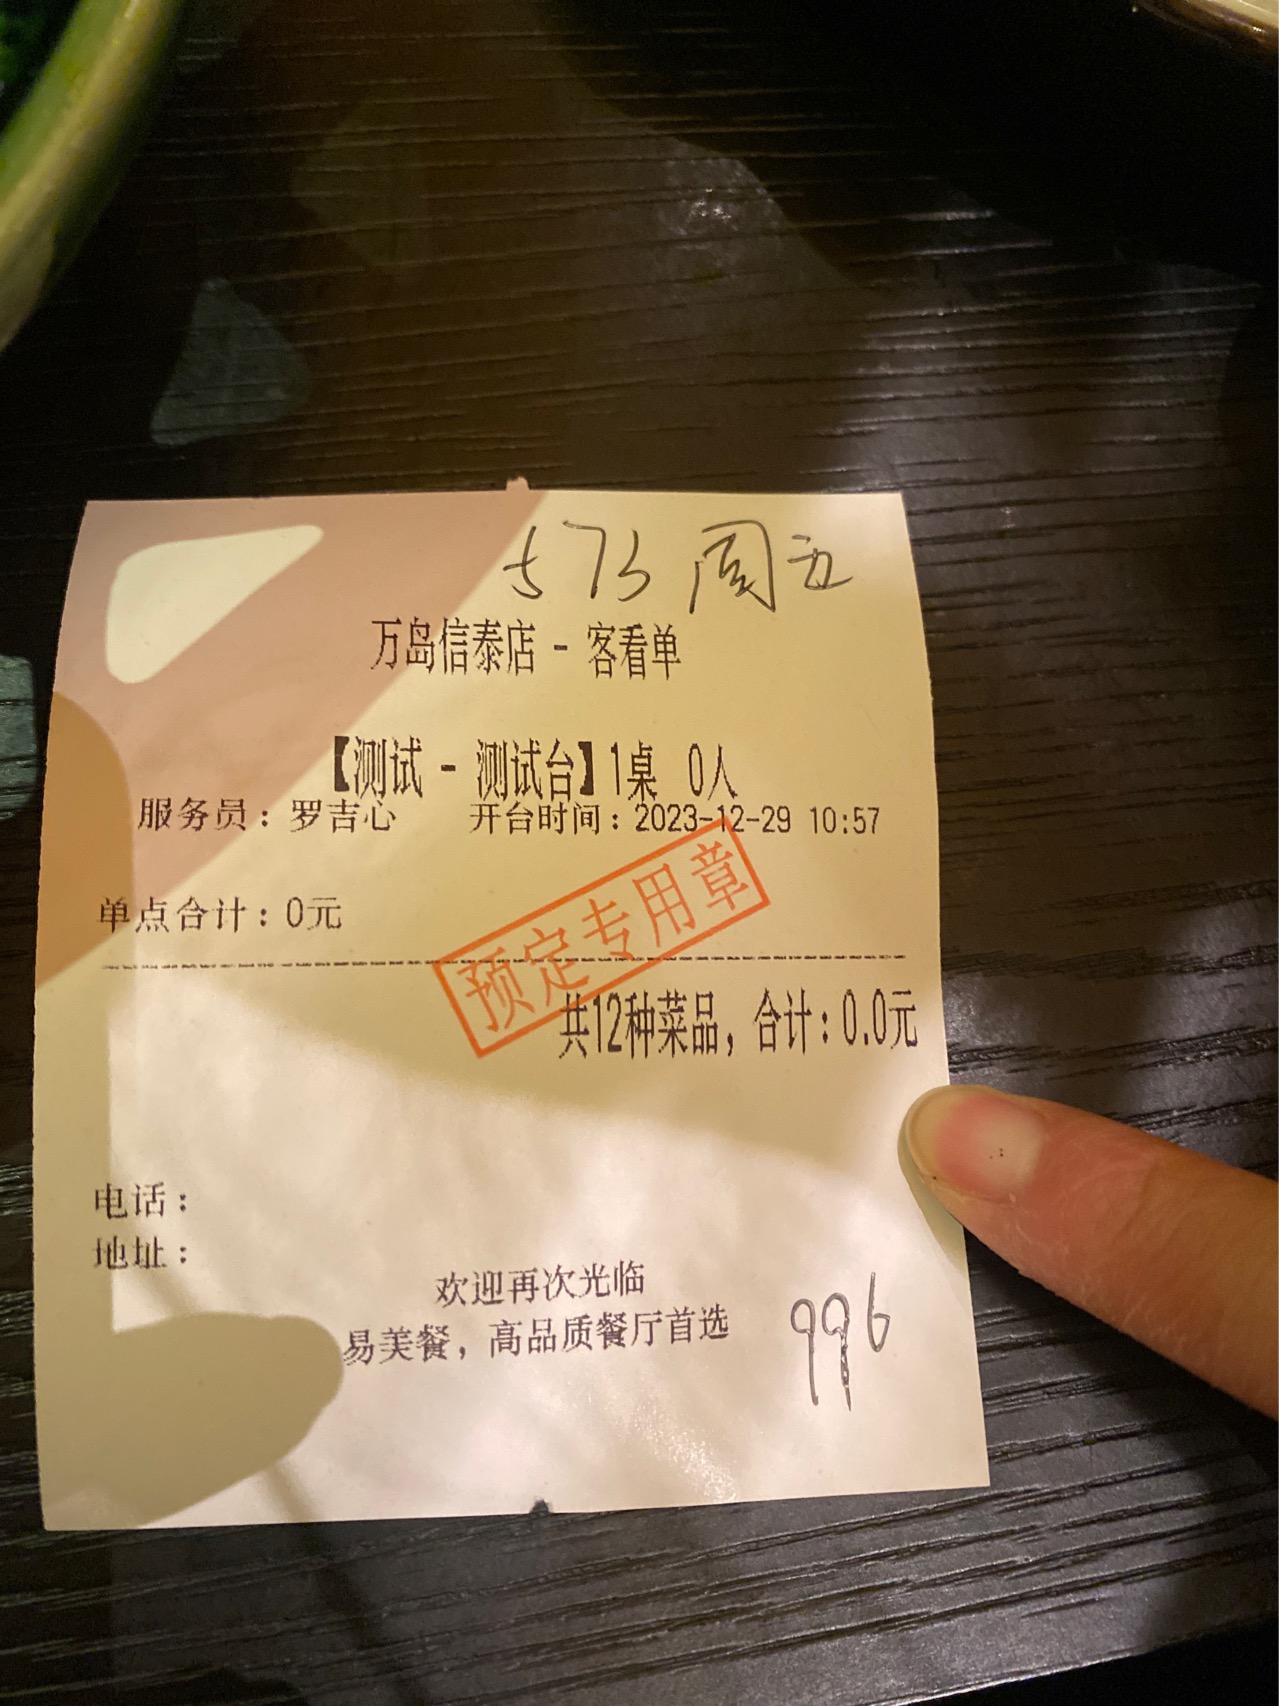 573 周五
万岛信泰店 - 客看单
【测试 - 测试台】1桌 0人
服务员：罗吉心 开台时间：2023-12-29 10:57
单点合计：0元
预定专用章
共12种菜品，合计：0.0元
电话：
地址：
欢迎再次光临
易美餐，高品质餐厅首选
996